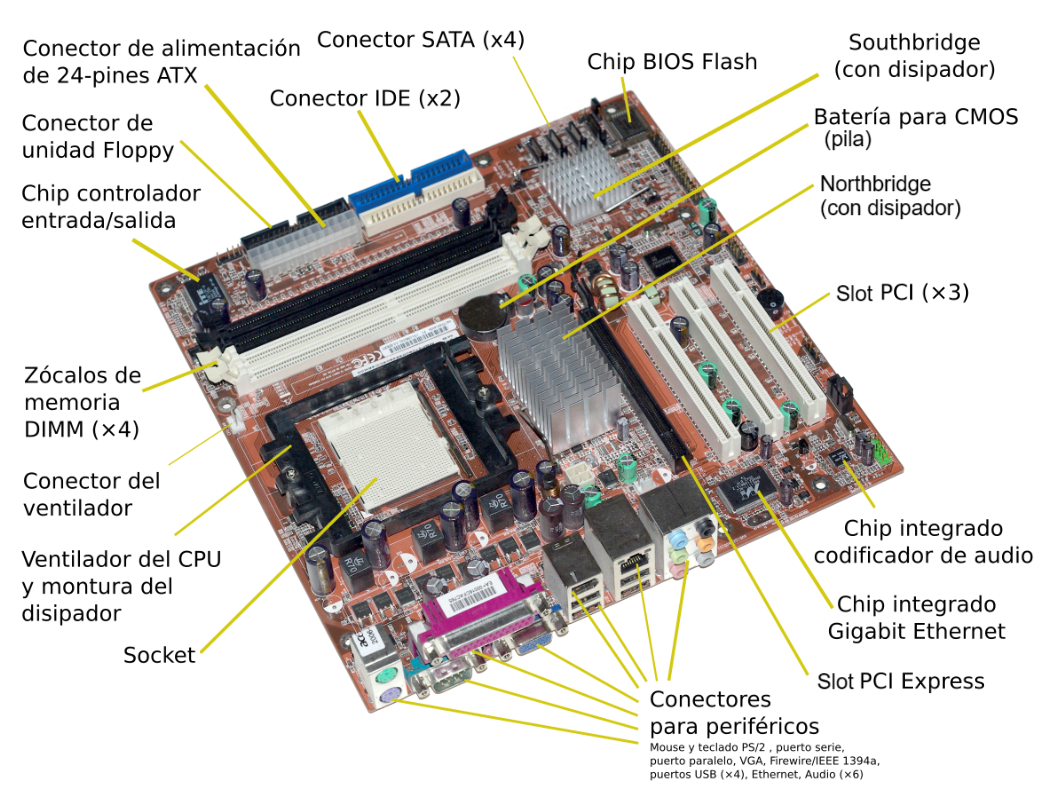 Conector de alimentación
de 24-pines ATX
Conector SATA (x4)
Conector IDE (x2)
Chip BIOS Flash
Southbridge
(con disipador)
Conector de
unidad Floppy
Batería para CMOS
(pila)
Chip controlador
entrada/salida
Northbridge
(con disipador)
Slot PCI (×3)
Zócalos de
memoria
DIMM (×4)
Conector del
ventilador
Ventilador del CPU
y montura del
disipador
Socket
Chip integrado
codificador de audio
Chip integrado
Gigabit Ethernet
Slot PCI Express
Conectores
para periféricos
Mouse y teclado PS/2 , puerto serie,
puerto paralelo, VGA, Firewire/IEEE 1394a,
puertos USB (×4), Ethernet, Audio (×6)
CE
R70
R70
acer